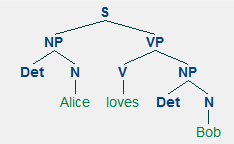 S
NP VP
Det N V NP
Alice loves Det N
Bob